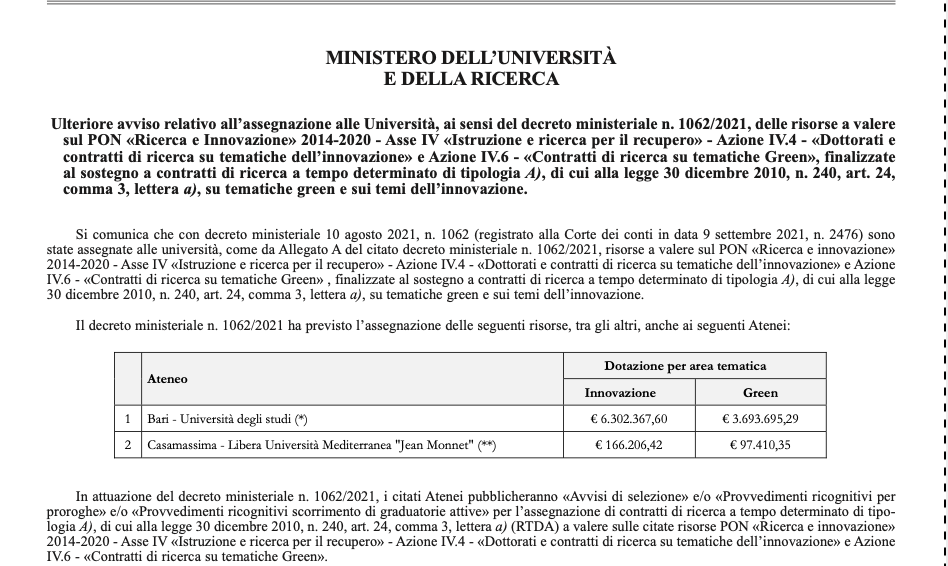 MINISTERO DELL’UNIVERSITÀ
E DELLA RICERCA
Ulteriore avviso relativo all’assegnazione alle Università, ai sensi del decreto ministeriale n. 1062/2021, delle risorse a valere
sul PON «Ricerca e Innovazione» 2014-2020 - Asse IV «Istruzione e ricerca per il recupero» - Azione IV.4 - «Dottorati e
contratti di ricerca su tematiche dell’innovazione» e Azione IV.6 - «Contratti di ricerca su tematiche Green», finalizzate
al sostegno a contratti di ricerca a tempo determinato di tipologia A), di cui alla legge 30 dicembre 2010, n. 240, art. 24,
comma 3, lettera a), su tematiche green e sui temi dell’innovazione.
Si comunica che con decreto ministeriale 10 agosto 2021, n. 1062 (registrato alla Corte dei conti in data 9 settembre 2021, n. 2476) sono
state assegnate alle università, come da Allegato A del citato decreto ministeriale n. 1062/2021, risorse a valere sul PON «Ricerca e innovazione»
2014-2020 - Asse IV «Istruzione e ricerca per il recupero» - Azione IV.4 - «Dottorati e contratti di ricerca su tematiche dell’innovazione» e Azione
IV.6 - «Contratti di ricerca su tematiche Green» , finalizzate al sostegno a contratti di ricerca a tempo determinato di tipologia A), di cui alla legge
30 dicembre 2010, n. 240, art. 24, comma 3, lettera a), su tematiche green e sui temi dell’innovazione.
Il decreto ministeriale n. 1062/2021 ha previsto l’assegnazione delle seguenti risorse, tra gli altri, anche ai seguenti Atenei:
Ateneo Dotazione per area tematica
Innovazione Green
1 Bari - Università degli studi (*) € 6.302.367,60 € 3.693.695,29
2 Casamassima - Libera Università Mediterranea "Jean Monnet" (**) € 166.206,42 € 97.410,35
In attuazione del decreto ministeriale n. 1062/2021, i citati Atenei pubblicheranno «Avvisi di selezione» e/o «Provvedimenti ricognitivi per
proroghe» e/o «Provvedimenti ricognitivi scorrimento di graduatorie attive» per l’assegnazione di contratti di ricerca a tempo determinato di tipo-
logia A), di cui alla legge 30 dicembre 2010, n. 240, art. 24, comma 3, lettera a) (RTDA) a valere sulle citate risorse PON «Ricerca e innovazione»
2014-2020 - Asse IV «Istruzione e ricerca per il recupero» - Azione IV.4 - «Dottorati e contratti di ricerca su tematiche dell’innovazione» e Azione
IV.6 - «Contratti di ricerca su tematiche Green».